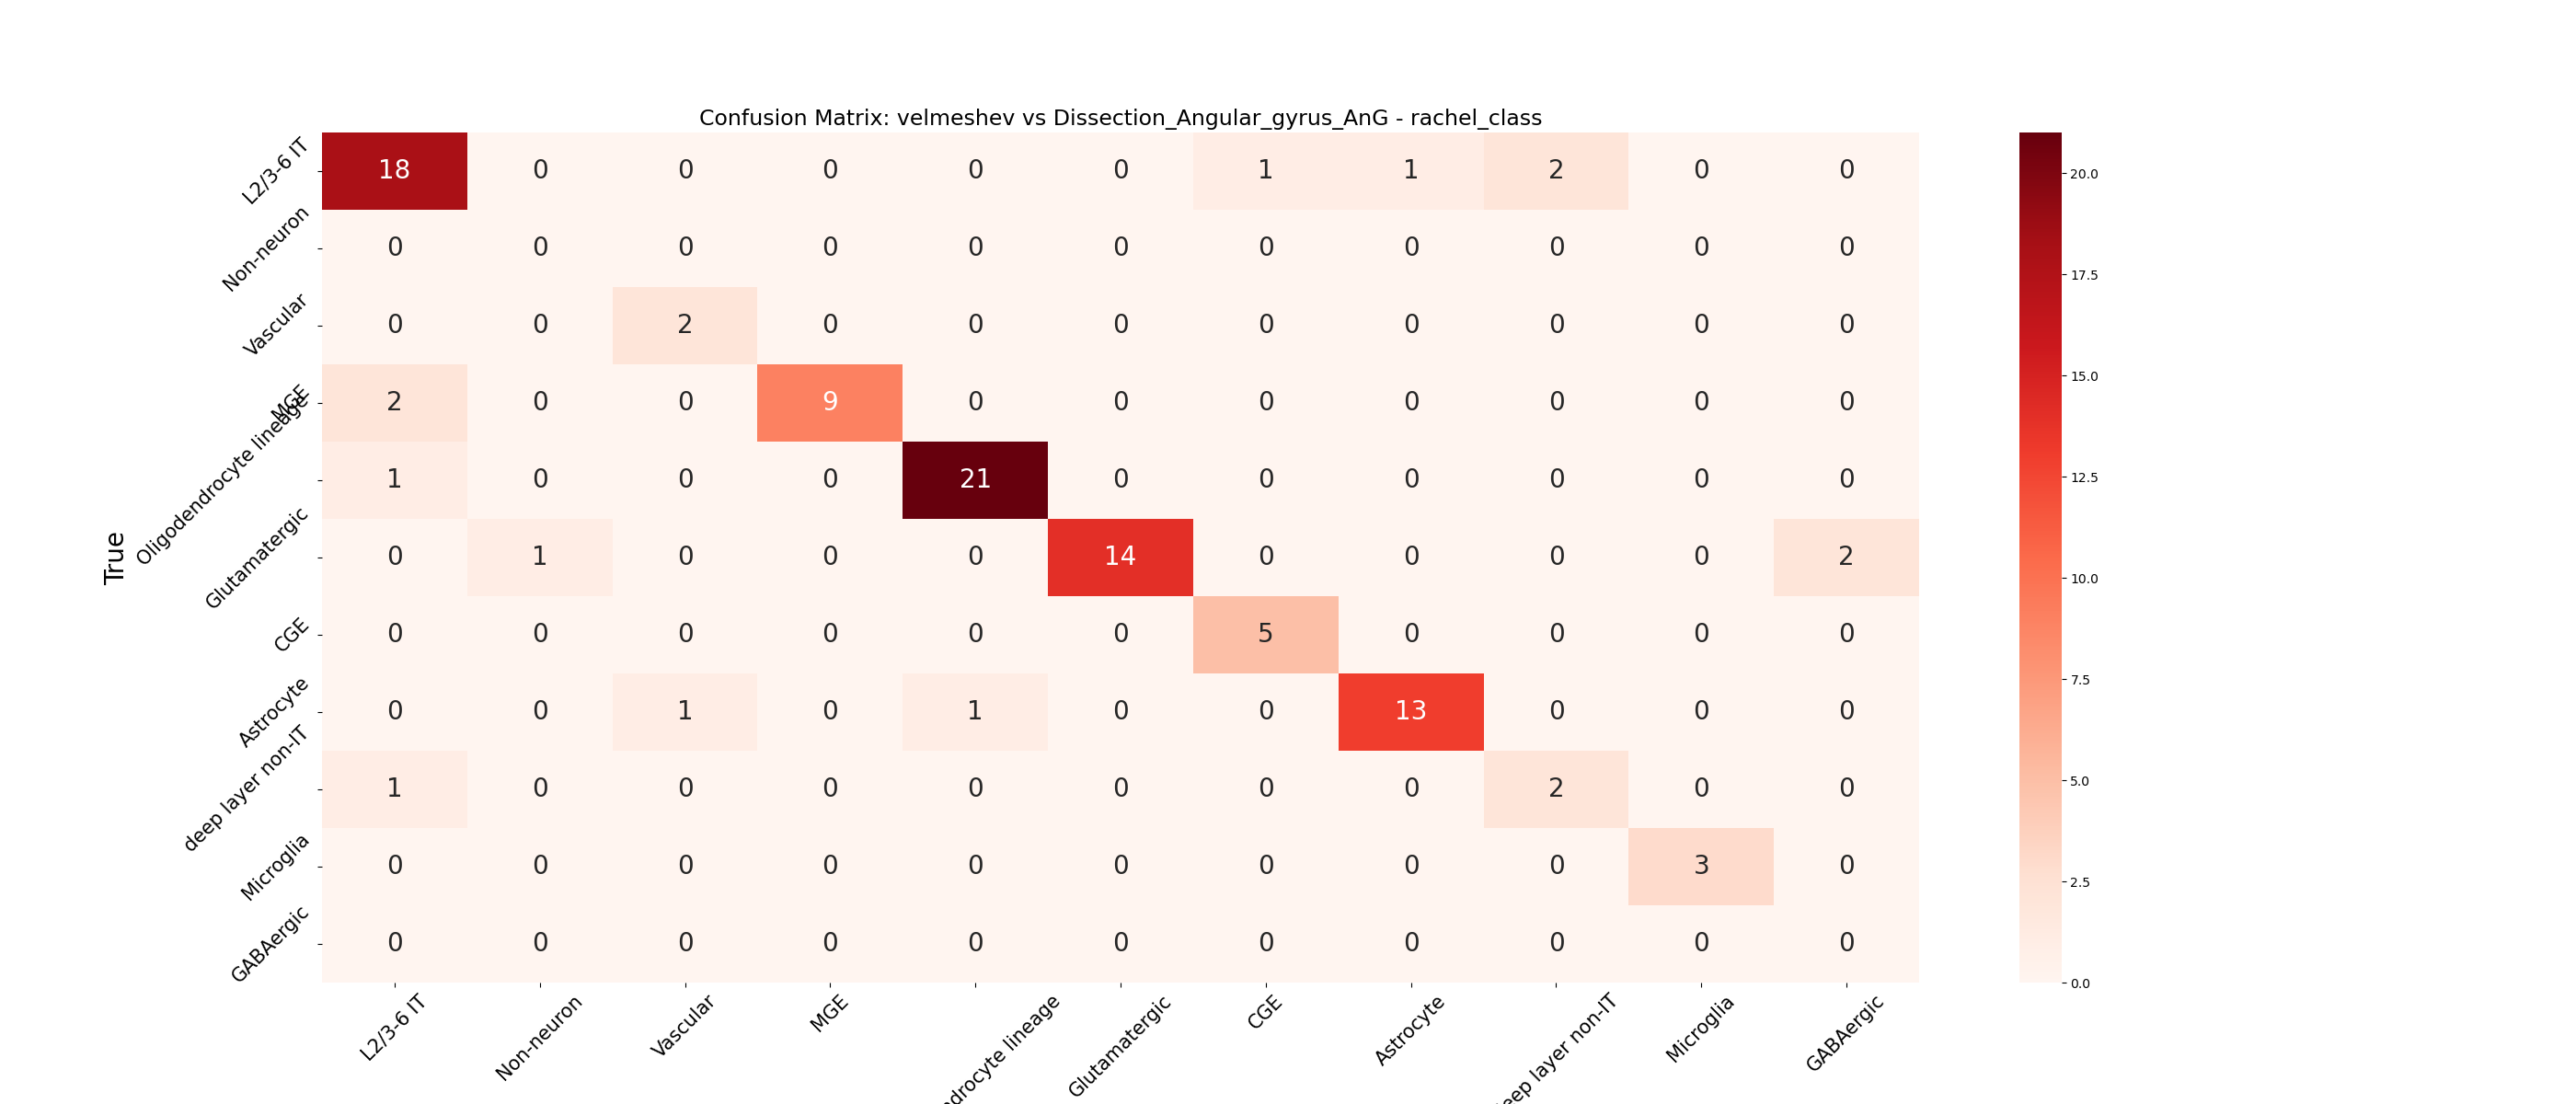 Confusion Matrix: velmeshev vs Dissection_Angular_gyrus_AnG - rachel_class
L2/3-6 IT 18 0 0 0 0 0 1 1 2 0 0
Non-neuron 0 0 0 0 0 0 0 0 0 0 0
Vascular 0 0 2 0 0 0 0 0 0 0 0
MGE 2 0 0 9 0 0 0 0 0 0 0
Oligodendrocyte lineage 1 0 0 0 21 0 0 0 0 0 0
Glutamatergic 0 1 0 0 0 14 0 0 0 0 2
CGE 0 0 0 0 0 0 5 0 0 0 0
Astrocyte 0 0 1 0 1 0 0 13 0 0 0
deep layer non-IT 1 0 0 0 0 0 0 0 2 0 0
Microglia 0 0 0 0 0 0 0 0 0 3 0
GABAergic 0 0 0 0 0 0 0 0 0 0 0
True
L2/3-6 IT Non-neuron Vascular MGE ndrocyte lineage Glutamatergic CGE Astrocyte eep layer non-IT Microglia GABAergic
20.0
17.5
15.0
12.5
10.0
7.5
5.0
2.5
0.0